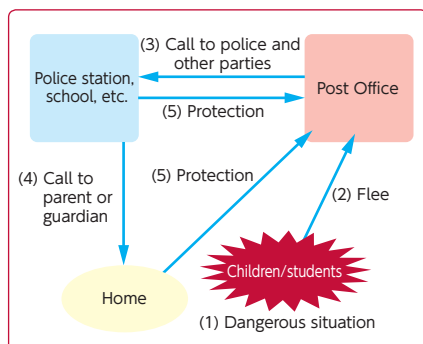 (3) Call to police and
other parties
Police station,
school, etc.
Post Office
(5) Protection
(4) Call to
parent or
guardian
(5) Protection
(2) Flee
Children/students
Home
(1) Dangerous situation